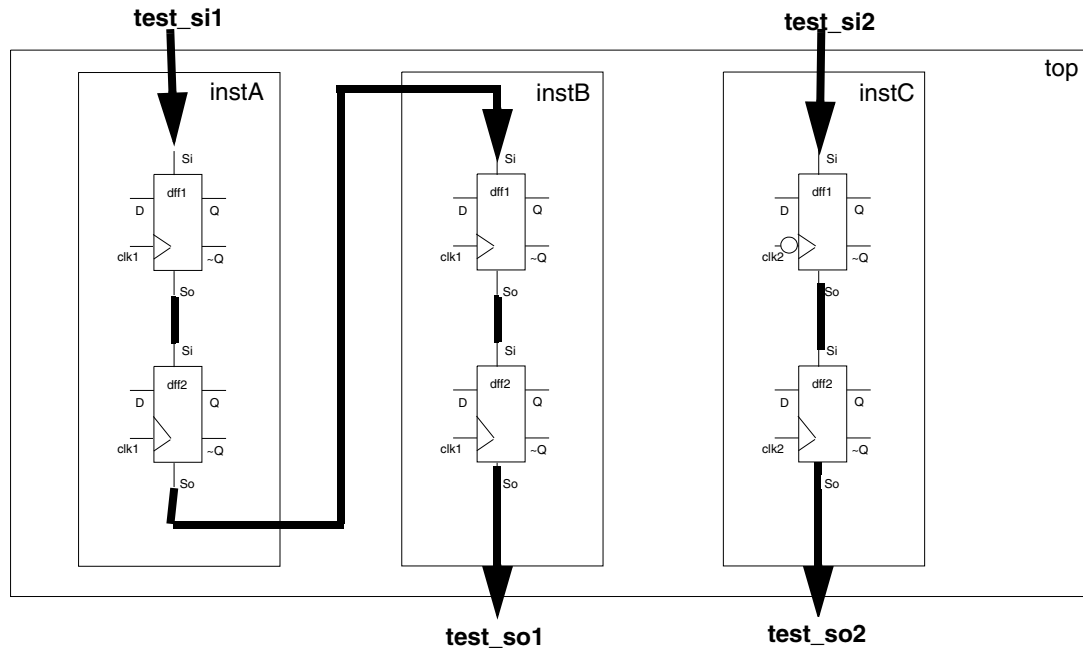 test_si1
test_si2
top
instA
instB
instC
Si
Si
Si
dff1
dff1
dff1
D
Q
D
Q
D
Q
clk1
~Q
clk1
~Q
clk2
~Q
So
So
So
Si
Si
Si
dff2
dff2
dff2
D
Q
D
Q
D
Q
clk1
~Q
clk1
~Q
clk2
~Q
So
So
So
test_so1
test_so2